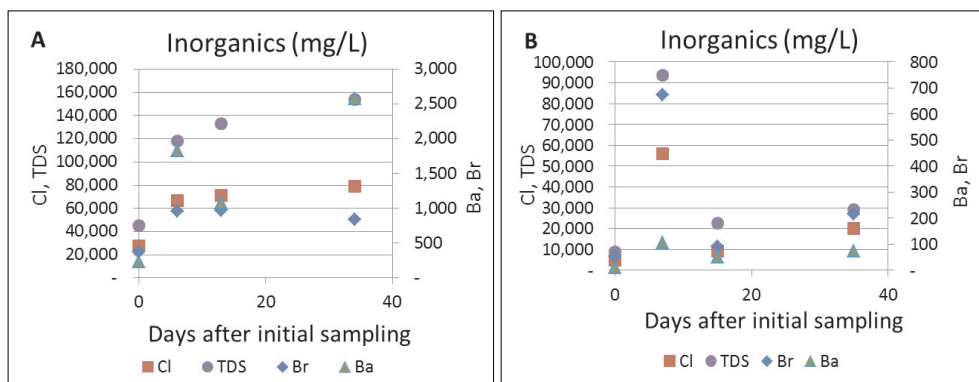 A
Inorganics (mg/L)
Cl, TDS
180,000
160,000
140,000
120,000
100,000
80,000
60,000
40,000
20,000
-
3,000
2,500
2,000
1,500
1,000
500
-
Ba, Br
0 20 40
Days after initial sampling
Cl TDS Br Ba
B
Inorganics (mg/L)
Cl, TDS
100,000
90,000
80,000
70,000
60,000
50,000
40,000
30,000
20,000
10,000
-
800
700
600
500
400
300
200
100
-
Ba, Br
0 20 40
Days after initial sampling
Cl TDS Br Ba